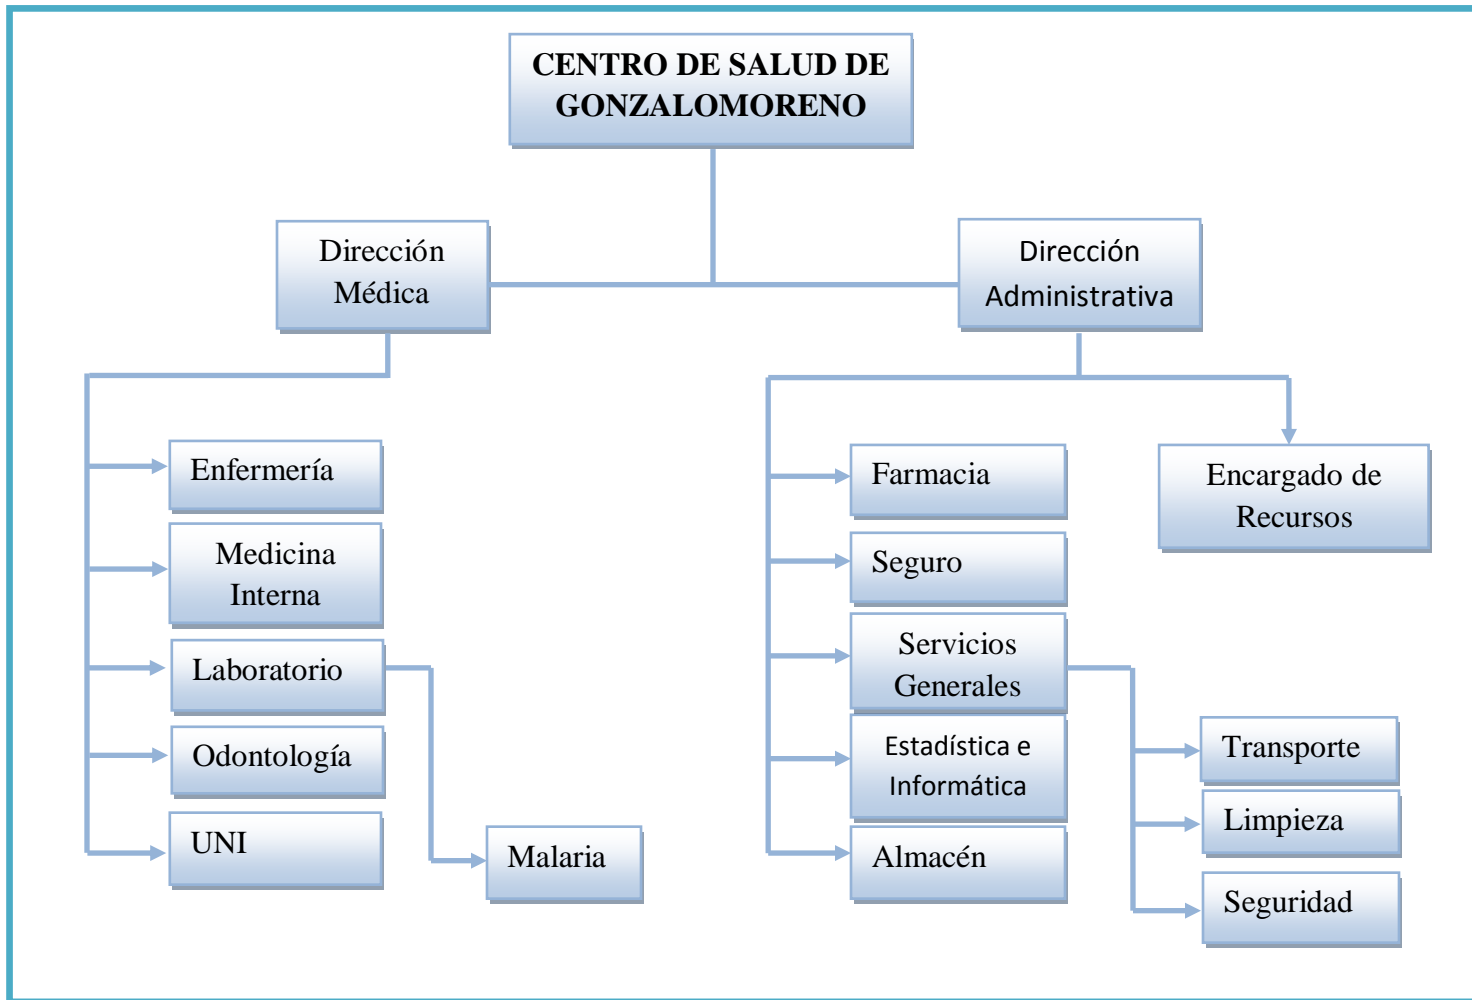 CENTRO DE SALUD DE
GONZALOMORENO
Dirección
Médica
Dirección
Administrativa
Enfermería
Medicina
Interna
Laboratorio
Odontología
UNI
Malaria
Farmacia
Seguro
Servicios
Generales
Estadística e
Informática
Almacén
Encargado de
Recursos
Transporte
Limpieza
Seguridad